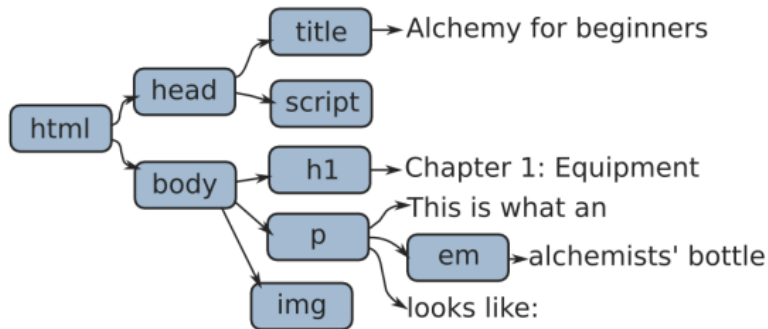 title
Alchemy for beginners
head
script
html
h1
Chapter 1: Equipment
body
This is what an
p
em
alchemists' bottle
img
looks like: